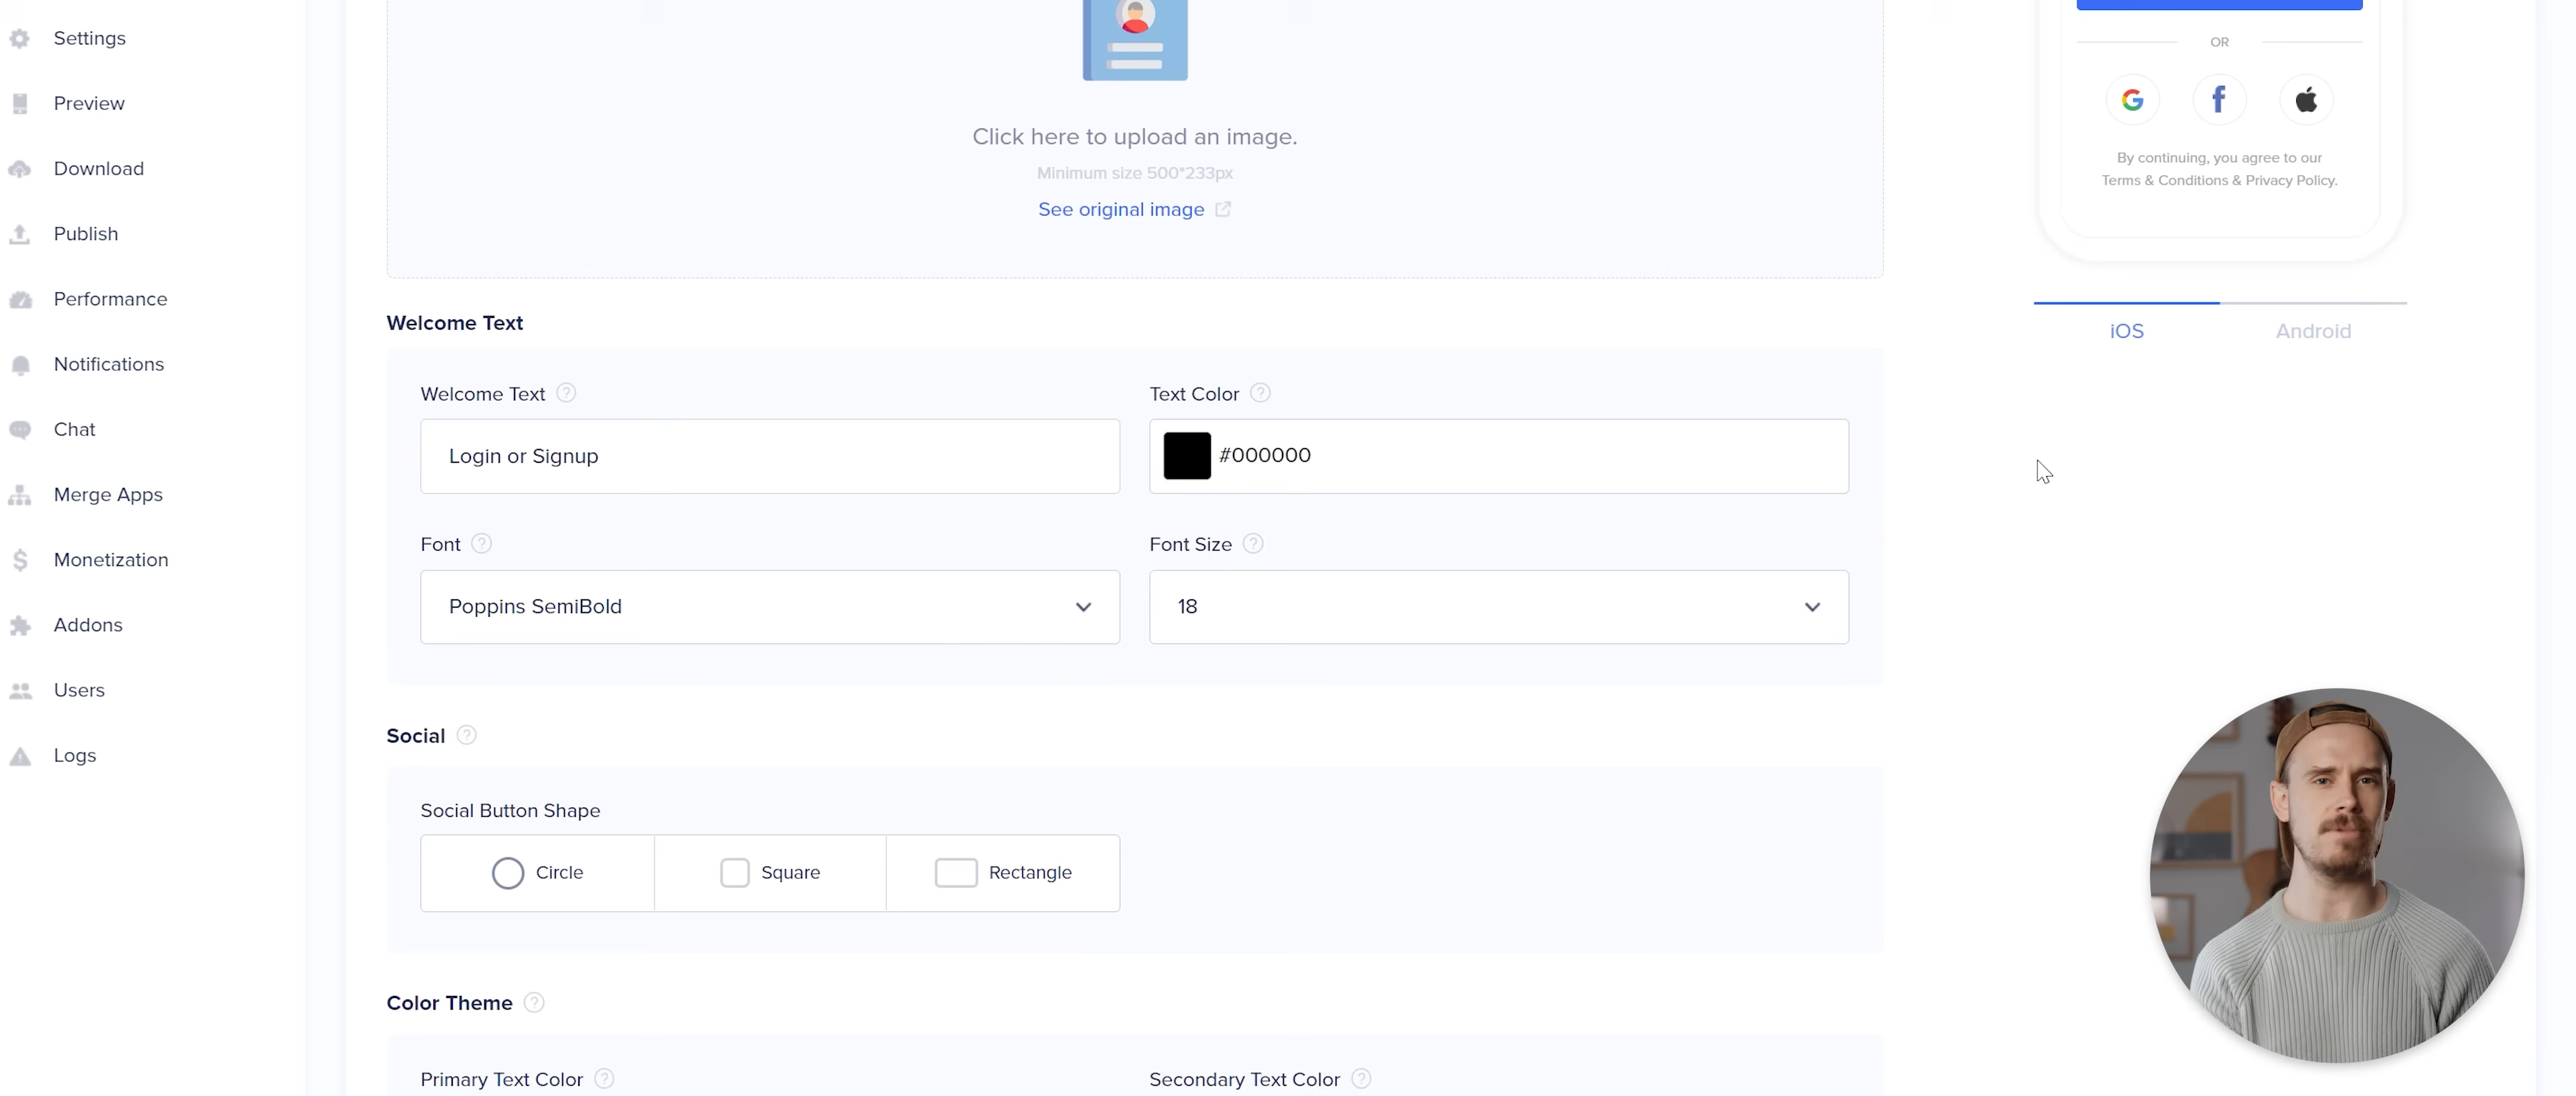 Settings
Preview
Download
Publish
Performance
Notifications
Chat
Merge Apps
Monetization
Addons
Users
Logs
Click here to upload an image.
Minimum size 500*233px
See original image
Welcome Text
Welcome Text ?
Login or Signup
Text Color ?
#000000
Font ?
Poppins SemiBold
Font Size ?
18
Social ?
Social Button Shape
Circle
Square
Rectangle
Color Theme ?
Primary Text Color ?
Secondary Text Color ?
OR
By continuing, you agree to our
Terms & Conditions & Privacy Policy.
iOS
Android